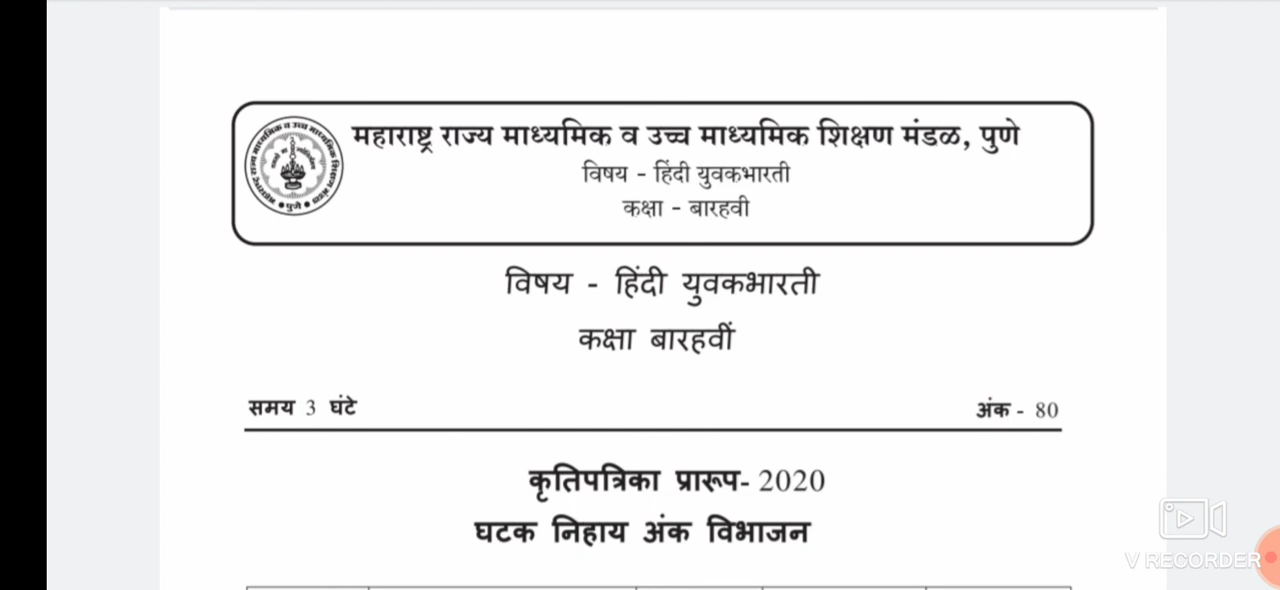 महाराष्ट्र राज्य माध्यमिक व उच्च माध्यमिक शिक्षण मंडळ, पुणे
विषय - हिंदी युवकभारती
कक्षा - बारहवी
विषय - हिंदी युवकभारती
कक्षा बारहवीं
समय 3 घंटे
अंक - 80
कृतिपत्रिका प्रारूप- 2020
घटक निहाय अंक विभाजन
V RECORDER